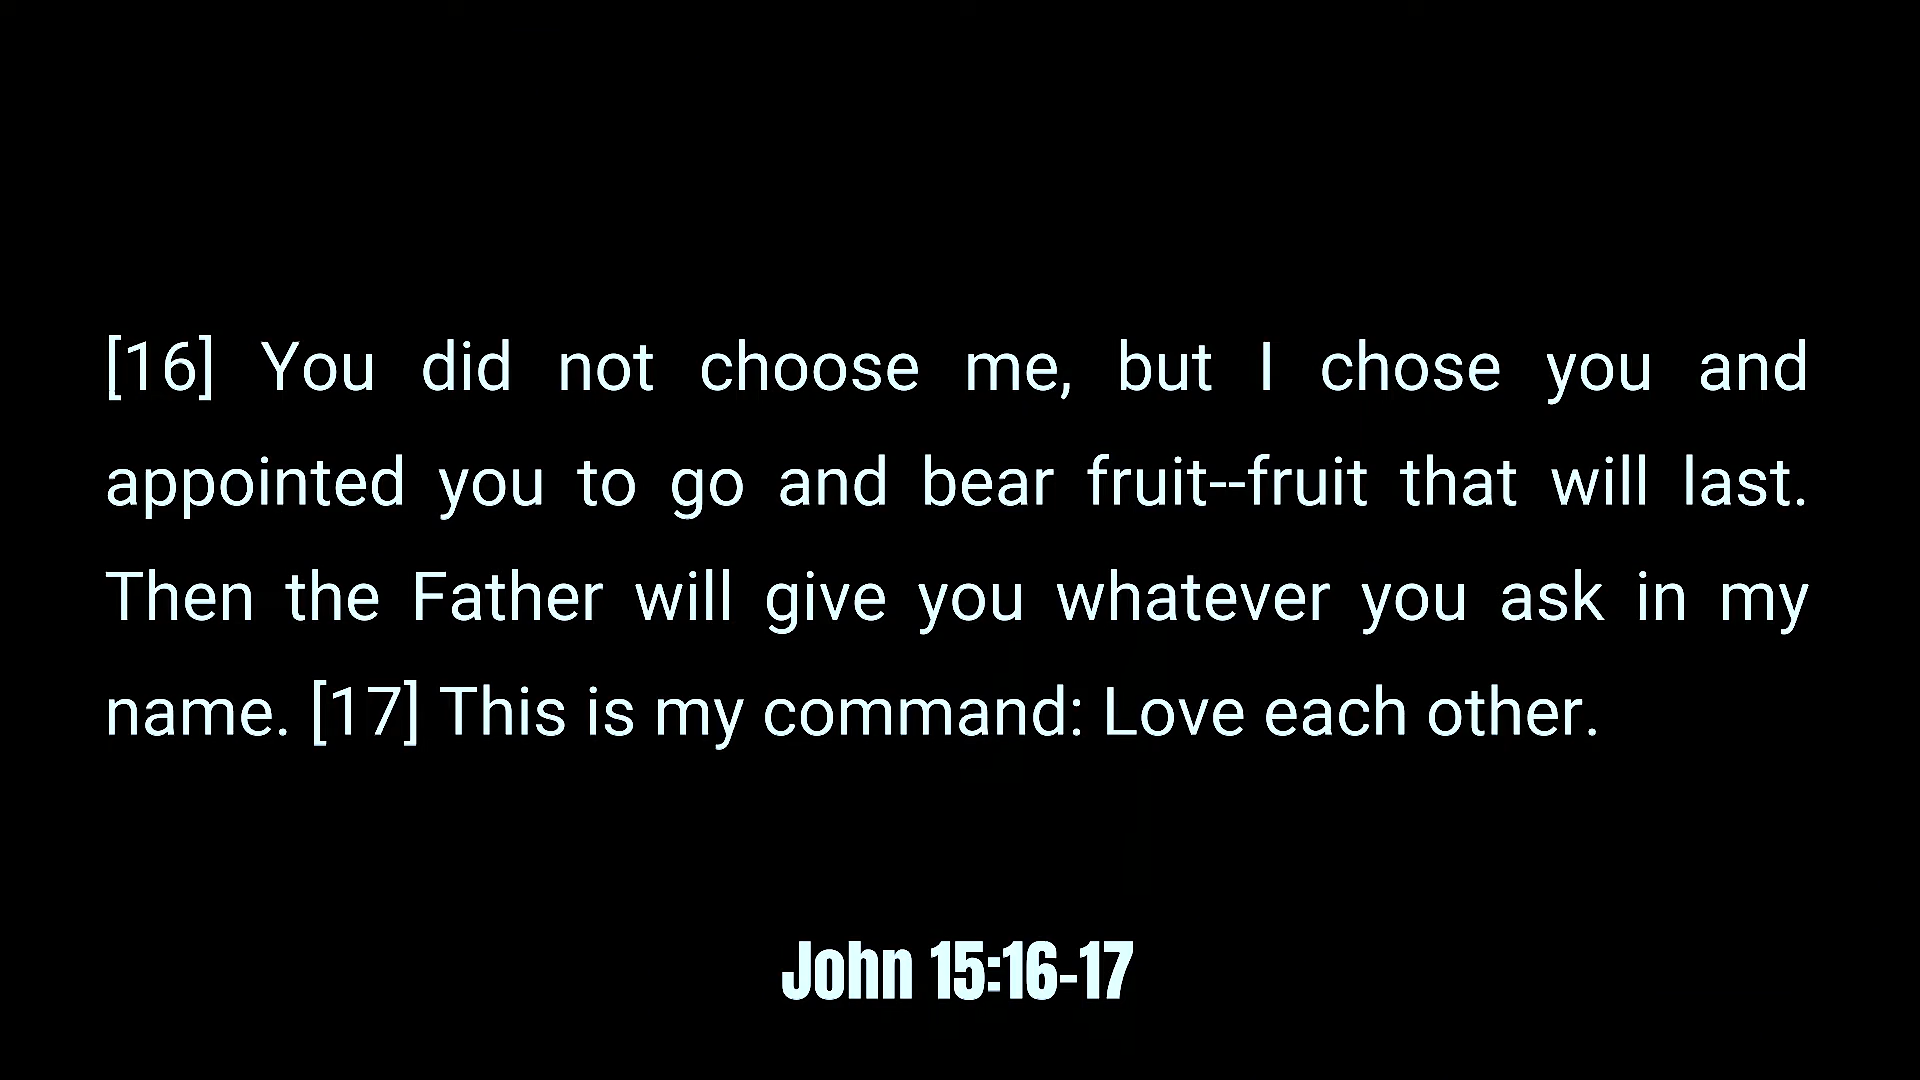 [16] You did not choose me, but I chose you and
appointed you to go and bear fruit--fruit that will last.
Then the Father will give you whatever you ask in my
name. [17] This is my command: Love each other.
John 15:16-17